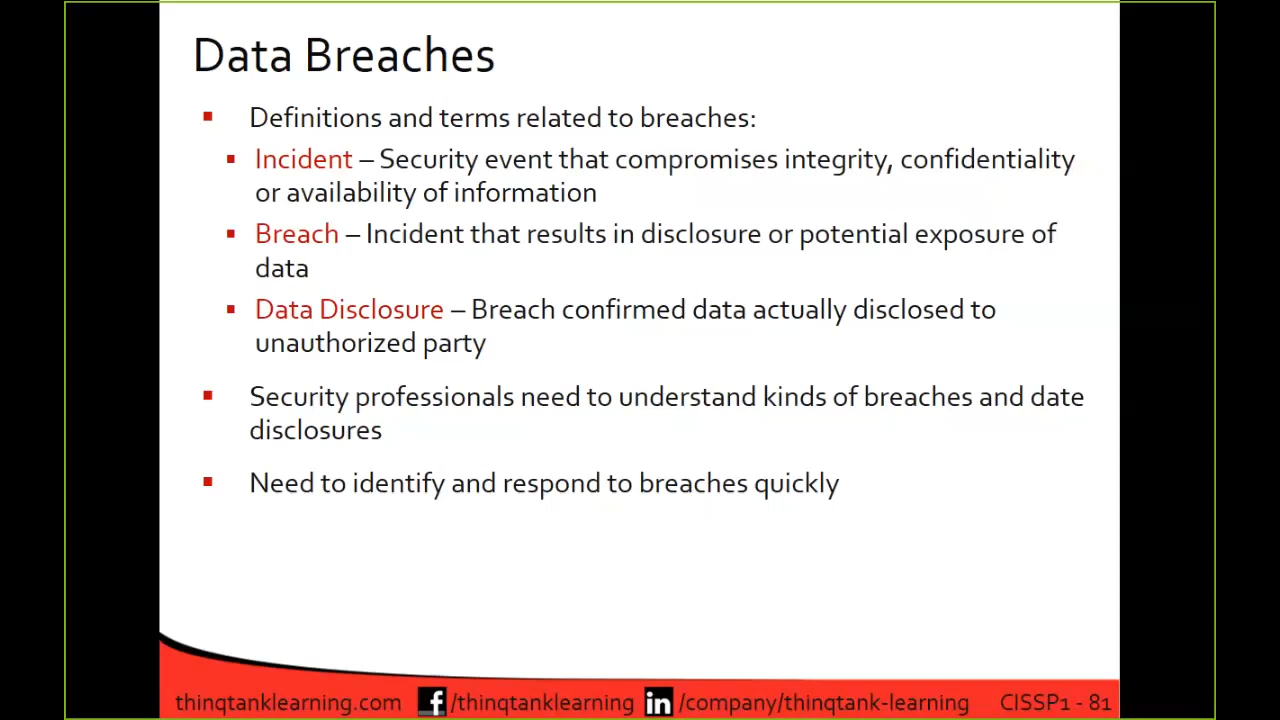 Data Breaches
Definitions and terms related to breaches:
Incident – Security event that compromises integrity, confidentiality
or availability of information
Breach – Incident that results in disclosure or potential exposure of
data
Data Disclosure – Breach confirmed data actually disclosed to
unauthorized party
Security professionals need to understand kinds of breaches and date
disclosures
Need to identify and respond to breaches quickly
thinqtanklearning.com f /thinqtanklearning in /company/thinqtank-learning CISSP1 - 81